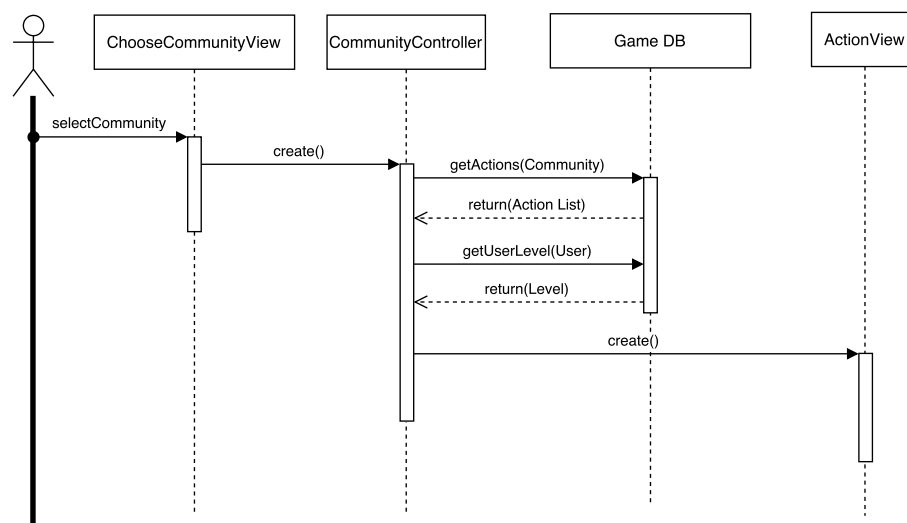 ChooseCommunityView
CommunityController
Game DB
ActionView
selectCommunity
create()
getActions(Community)
return(Action List)
getUserLevel(User)
return(Level)
create()